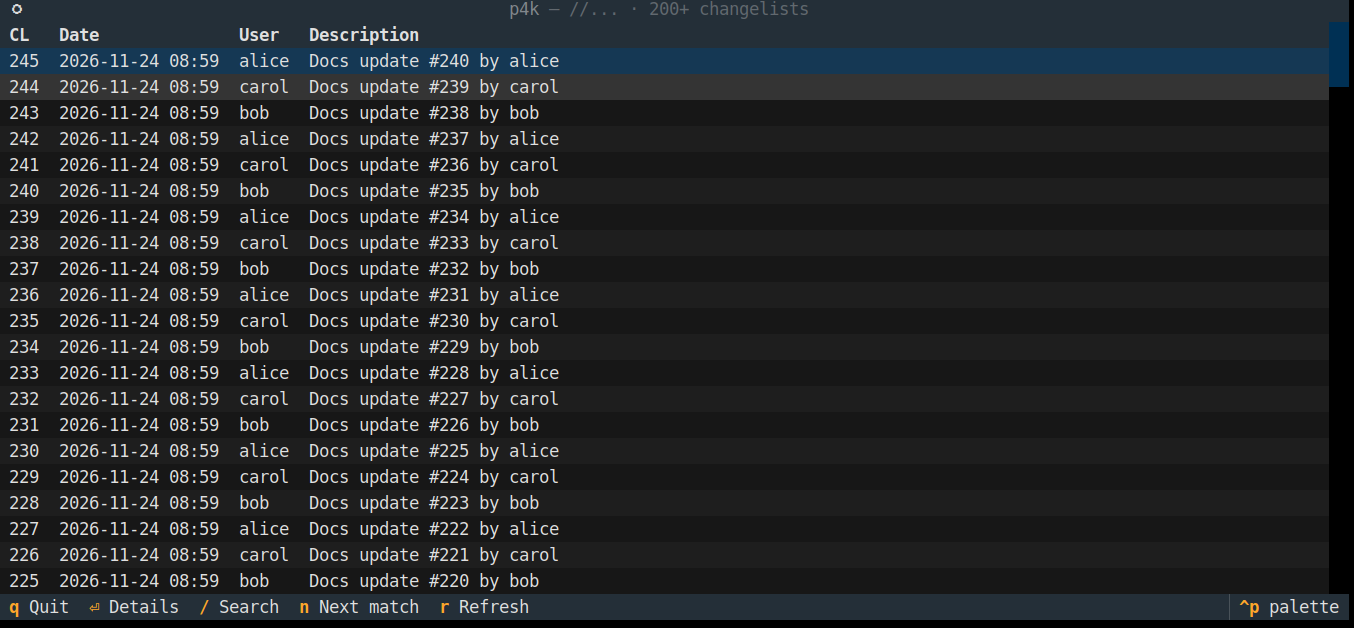 p4k — //... · 200+ changelists
CL Date User Description
245 2026-11-24 08:59 alice Docs update #240 by alice
244 2026-11-24 08:59 carol Docs update #239 by carol
243 2026-11-24 08:59 bob Docs update #238 by bob
242 2026-11-24 08:59 alice Docs update #237 by alice
241 2026-11-24 08:59 carol Docs update #236 by carol
240 2026-11-24 08:59 bob Docs update #235 by bob
239 2026-11-24 08:59 alice Docs update #234 by alice
238 2026-11-24 08:59 carol Docs update #233 by carol
237 2026-11-24 08:59 bob Docs update #232 by bob
236 2026-11-24 08:59 alice Docs update #231 by alice
235 2026-11-24 08:59 carol Docs update #230 by carol
234 2026-11-24 08:59 bob Docs update #229 by bob
233 2026-11-24 08:59 alice Docs update #228 by alice
232 2026-11-24 08:59 carol Docs update #227 by carol
231 2026-11-24 08:59 bob Docs update #226 by bob
230 2026-11-24 08:59 alice Docs update #225 by alice
229 2026-11-24 08:59 carol Docs update #224 by carol
228 2026-11-24 08:59 bob Docs update #223 by bob
227 2026-11-24 08:59 alice Docs update #222 by alice
226 2026-11-24 08:59 carol Docs update #221 by carol
225 2026-11-24 08:59 bob Docs update #220 by bob
q Quit ⏎ Details / Search n Next match r Refresh ^p palette